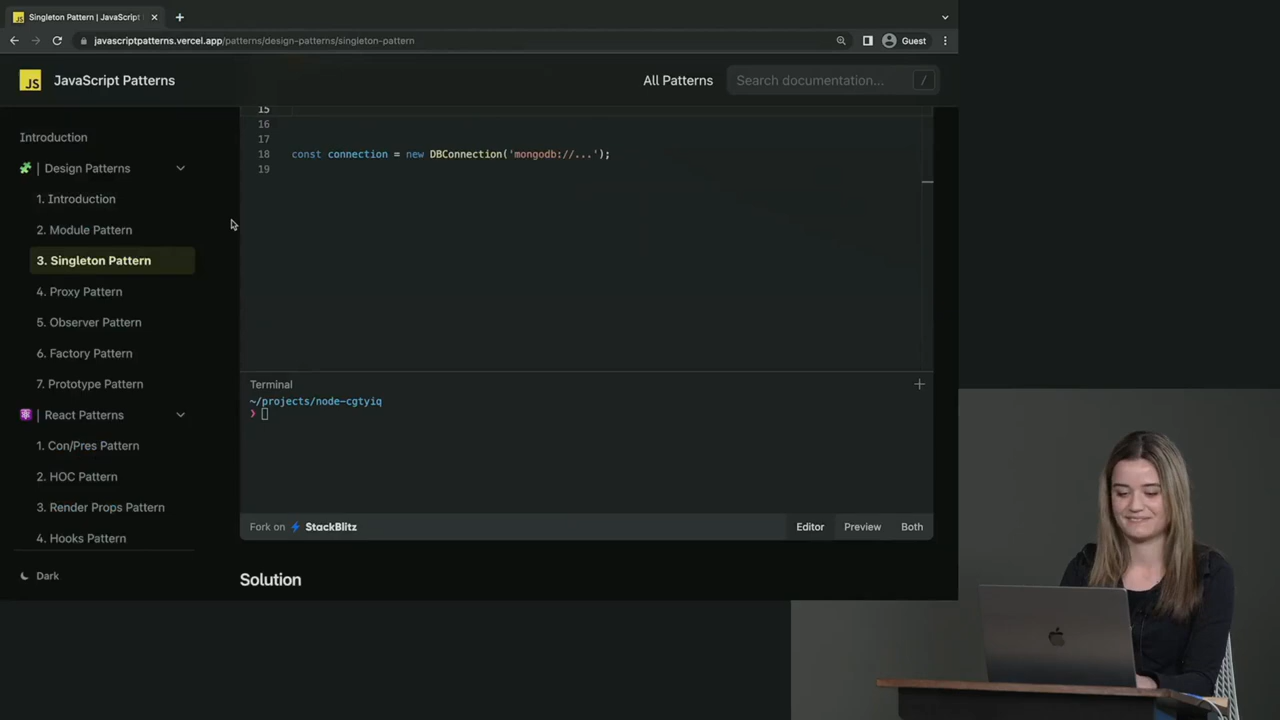 Singleton Pattern | JavaScript
javascriptpatterns.vercel.app/patterns/design-patterns/singleton-pattern
Guest
JS
JavaScript Patterns
All Patterns
Search documentation...
/
Introduction
| Design Patterns
1. Introduction
2. Module Pattern
3. Singleton Pattern
4. Proxy Pattern
5. Observer Pattern
6. Factory Pattern
7. Prototype Pattern
| React Patterns
1. Con/Pres Pattern
2. HOC Pattern
3. Render Props Pattern
4. Hooks Pattern
Dark
15
16
17
18 const connection = new DBConnection('mongodb://...');
19
Terminal
~/projects/node-cgtyiq
❯
Fork on StackBlitz
Editor
Preview
Both
Solution